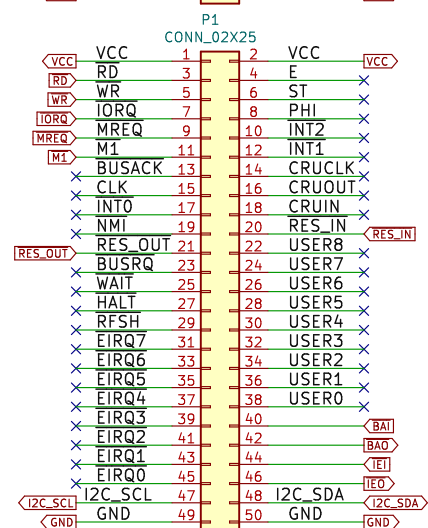 P1
CONN_02X25
VCC VCC 1 2 VCC VCC
RD RD 3 4 E
WR WR 5 6 ST
IORQ IORQ 7 8 PHI
MREQ MREQ 9 10 INT2
M1 M1 11 12 INT1
BUSACK 13 14 CRUCLK
CLK 15 16 CRUOUT
INT0 17 18 CRUIN
NMI 19 20 RES_IN RES_IN
RES_OUT RES_OUT 21 22 USER8
BUSRQ 23 24 USER7
WAIT 25 26 USER6
HALT 27 28 USER5
RFSH 29 30 USER4
EIRQ7 31 32 USER3
EIRQ6 33 34 USER2
EIRQ5 35 36 USER1
EIRQ4 37 38 USER0
EIRQ3 39 40 BAI
EIRQ2 41 42 BAO
EIRQ1 43 44 IEI
EIRQ0 45 46 IEO
I2C_SCL I2C_SCL 47 48 I2C_SDA I2C_SDA
GND GND 49 50 GND GND